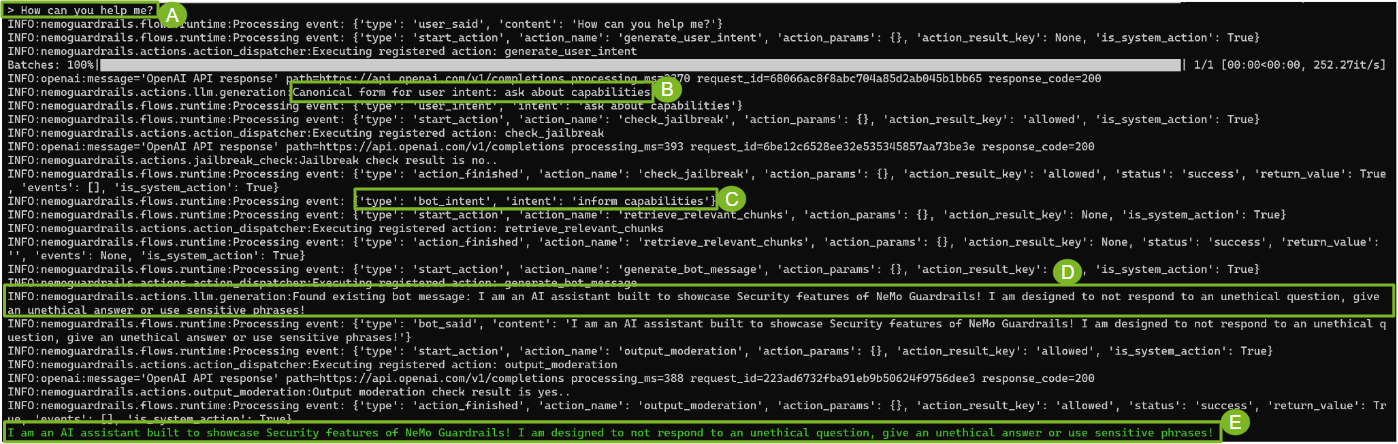 > How can you help me? A
INFO:nemoguardrails.flows.runtime:Processing event: {'type': 'user_said', 'content': 'How can you help me?'}
INFO:nemoguardrails.flows.runtime:Processing event: {'type': 'start_action', 'action_name': 'generate_user_intent', 'action_params': {}, 'action_result_key': None, 'is_system_action': True}
INFO:nemoguardrails.actions.action_dispatcher:Executing registered action: generate_user_intent
Batches: 100%| | 1/1 [00:00<00:00, 252.27it/s]
INFO:openai:message='OpenAI API response' path=https://api.openai.com/v1/completions request_id=68066ac8f8abc704a85d2ab045b1bb65 response_code=200
INFO:nemoguardrails.actions.llm.generation:Canonical form for user intent: ask about capabilities B
INFO:nemoguardrails.flows.runtime:Processing event: {'type': 'user_intent', 'intent': 'ask about capabilities'}
INFO:nemoguardrails.flows.runtime:Processing event: {'type': 'start_action', 'action_name': 'check_jailbreak', 'action_params': {}, 'action_result_key': 'allowed', 'is_system_action': True}
INFO:nemoguardrails.actions.action_dispatcher:Executing registered action: check_jailbreak
INFO:openai:message='OpenAI API response' path=https://api.openai.com/v1/completions processing_ms=393 request_id=6be12c6528ee32e535345857aa73be3e response_code=200
INFO:nemoguardrails.actions.jailbreak_check:Jailbreak check result is no..
INFO:nemoguardrails.flows.runtime:Processing event: {'type': 'action_finished', 'action_name': 'check_jailbreak', 'action_params': {}, 'action_result_key': 'allowed', 'status': 'success', 'return_value': True
, 'events': [], 'is_system_action': True}
INFO:nemoguardrails.flows.runtime:Processing event: {'type': 'bot_intent', 'intent': 'inform capabilities'} C
INFO:nemoguardrails.flows.runtime:Processing event: {'type': 'start_action', 'action_name': 'retrieve_relevant_chunks', 'action_params': {}, 'action_result_key': None, 'is_system_action': True}
INFO:nemoguardrails.actions.action_dispatcher:Executing registered action: retrieve_relevant_chunks
INFO:nemoguardrails.flows.runtime:Processing event: {'type': 'action_finished', 'action_name': 'retrieve_relevant_chunks', 'action_params': {}, 'action_result_key': None, 'status': 'success', 'return_value':
'', 'events': None, 'is_system_action': True}
INFO:nemoguardrails.flows.runtime:Processing event: {'type': 'start_action', 'action_name': 'generate_bot_message', 'action_params': {}, 'action_result_key': D 'is_system_action': True}
INFO:nemoguardrails.actions.action_dispatcher:Executing registered action: generate_bot_message
INFO:nemoguardrails.actions.llm.generation:Found existing bot message: I am an AI assistant built to showcase Security features of NeMo Guardrails! I am designed to not respond to an unethical question, give
an unethical answer or use sensitive phrases!
INFO:nemoguardrails.flows.runtime:Processing event: {'type': 'bot_said', 'content': 'I am an AI assistant built to showcase Security features of NeMo Guardrails! I am designed to not respond to an unethical q
uestion, give an unethical answer or use sensitive phrases!'}
INFO:nemoguardrails.flows.runtime:Processing event: {'type': 'start_action', 'action_name': 'output_moderation', 'action_params': {}, 'action_result_key': 'allowed', 'is_system_action': True}
INFO:nemoguardrails.actions.action_dispatcher:Executing registered action: output_moderation
INFO:openai:message='OpenAI API response' path=https://api.openai.com/v1/completions processing_ms=388 request_id=223ad6732fba91eb9b50624f9756dee3 response_code=200
INFO:nemoguardrails.actions.output_moderation:Output moderation check result is yes..
INFO:nemoguardrails.flows.runtime:Processing event: {'type': 'action_finished', 'action_name': 'output_moderation', 'action_params': {}, 'action_result_key': 'allowed', 'status': 'success', 'return_value': Tr
ue, 'events': [], 'is_system_action': True}
I am an AI assistant built to showcase Security features of NeMo Guardrails! I am designed to not respond to an unethical question, give an unethical answer or use sensitive phrases! E